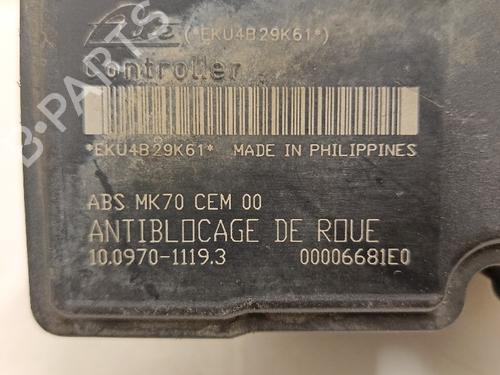 Ate (*EKU4B29K61*)
Controller
*EKU4B29K61* MADE IN PHILIPPINES
ABS MK70 CEM 00
ANTIBLOCAGE DE ROUE
10.0970-1119.3 00006681E0
B-PARTS